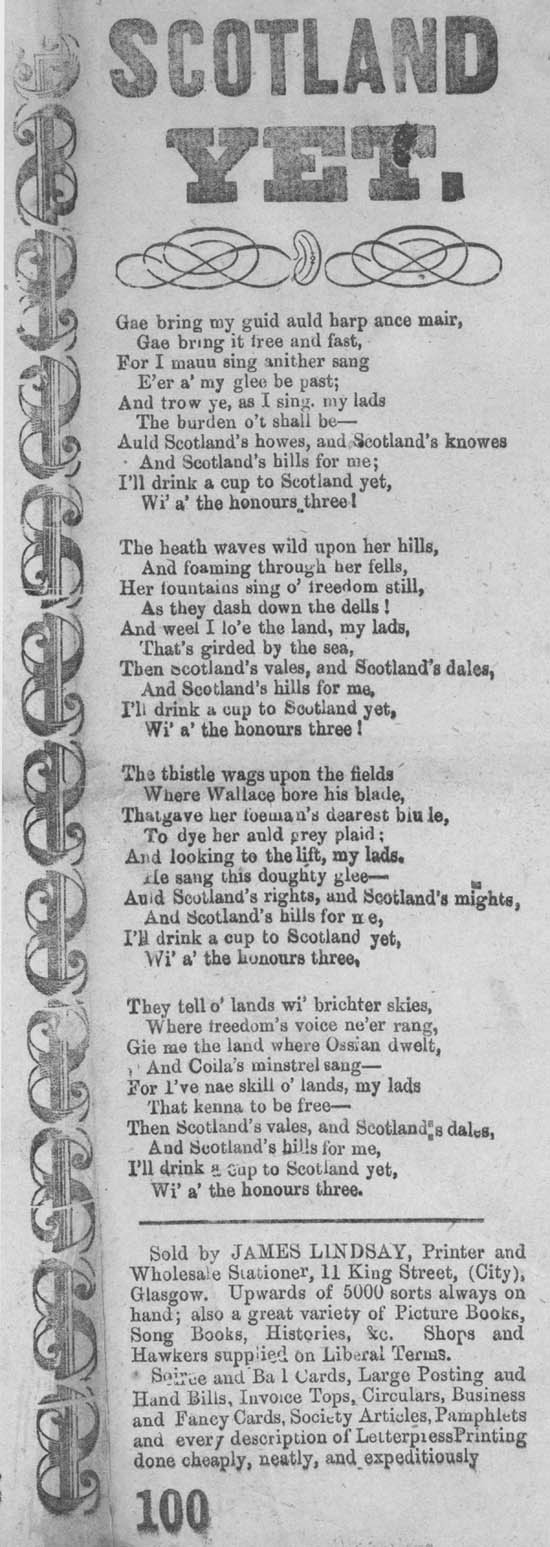 SCOTLAND
YET.
Gae bring my guid auld harp ance mair,
Gae bring it free and fast,
For I maun sing anither sang
E'er a' my glee be past;
And trow ye, as I sing. my lads
The burden o't shall be—
Auld Scotland's howes, and Scotland's knowes
And Scotland's hills for me;
I'll drink a cup to Scotland yet,
Wi' a' the honours three!
The heath waves wild upon her hills,
And foaming through her fells,
Her fountains sing o' freedom still,
As they dash down the dells!
And weel I lo'e the land, my lads,
That's girded by the sea,
Then Scotland's vales, and Scotland's dales,
And Scotland's hills for me,
I'll drink a cup to Scotland yet,
Wi' a' the honours three!
The thistle wags upon the fields
Where Wallace bore his blade,
That gave her foeman's dearest
To dye her auld grey plaid;
And looking to the lift, my lads.
He sang this doughty glee—
Auld Scotland's rights, and Scotland's mights,
And Scotland's hills for me,
I'll drink a cup to Scotland yet,
Wi' a' the honours three,
They tell o' lands wi' brichter skies,
Where freedom's voice ne'er rang,
Gie me the land where Ossian dwelt,
And Coila's minstrel sang—
For I've nae skill o' lands, my lads
That kenna to be free—
Then Scotland's vales, and Scotland's dales,
And Scotland's hills for me,
I'll drink a cup to Scotland yet,
Wi' a' the honours three.
Sold by JAMES LINDSAY, Printer and
Wholesale Stationer, 11 King Street, (City),
Glasgow. Upwards of 5000 sorts always on
hand; also a great variety of Picture Books,
Song Books, Histories, &c. Shops and
Hawkers supplied on Liberal Terms.
Soiree and Ball Cards, Large Posting and
Hand Bills, Invoice Tops, Circulars, Business
and Fancy Cards, Society Articles, Pamphlets
and every description of Letterpress Printing
done cheaply, neatly, and expeditiously
100